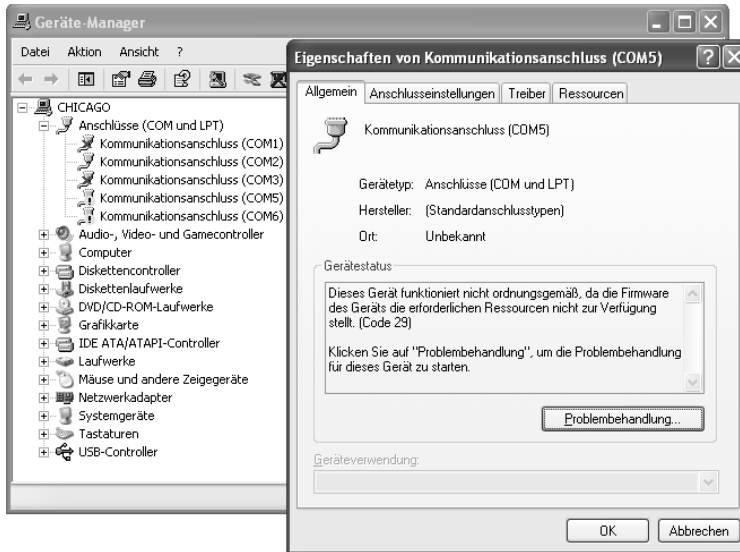 Geräte-Manager
Datei Aktion Ansicht ?
CHICAGO
Anschlüsse (COM und LPT)
Kommunikationsanschluss (COM1)
Kommunikationsanschluss (COM2)
Kommunikationsanschluss (COM3)
Kommunikationsanschluss (COM5)
Kommunikationsanschluss (COM6)
Audio-, Video- und Gamecontroller
Computer
Diskettencontroller
Diskettenlaufwerke
DVD/CD-ROM-Laufwerke
Grafikkarte
IDE ATA/ATAPI-Controller
Laufwerke
Mäuse und andere Zeigegeräte
Netzwerkadapter
Systemgeräte
Tastaturen
USB-Controller
Eigenschaften von Kommunikationsanschluss (COM5)
Allgemein Anschlusseinstellungen Treiber Ressourcen
Kommunikationsanschluss (COM5)
Gerätetyp: Anschlüsse (COM und LPT)
Hersteller: (Standardanschlusstypen)
Ort: Unbekannt
Gerätestatus
Dieses Gerät funktioniert nicht ordnungsgemäß, da die Firmware
des Geräts die erforderlichen Ressourcen nicht zur Verfügung
stellt. (Code 29)
Klicken Sie auf "Problembehandlung", um die Problembehandlung
für dieses Gerät zu starten.
Problembehandlung...
Geräteverwendung:
OK Abbrechen